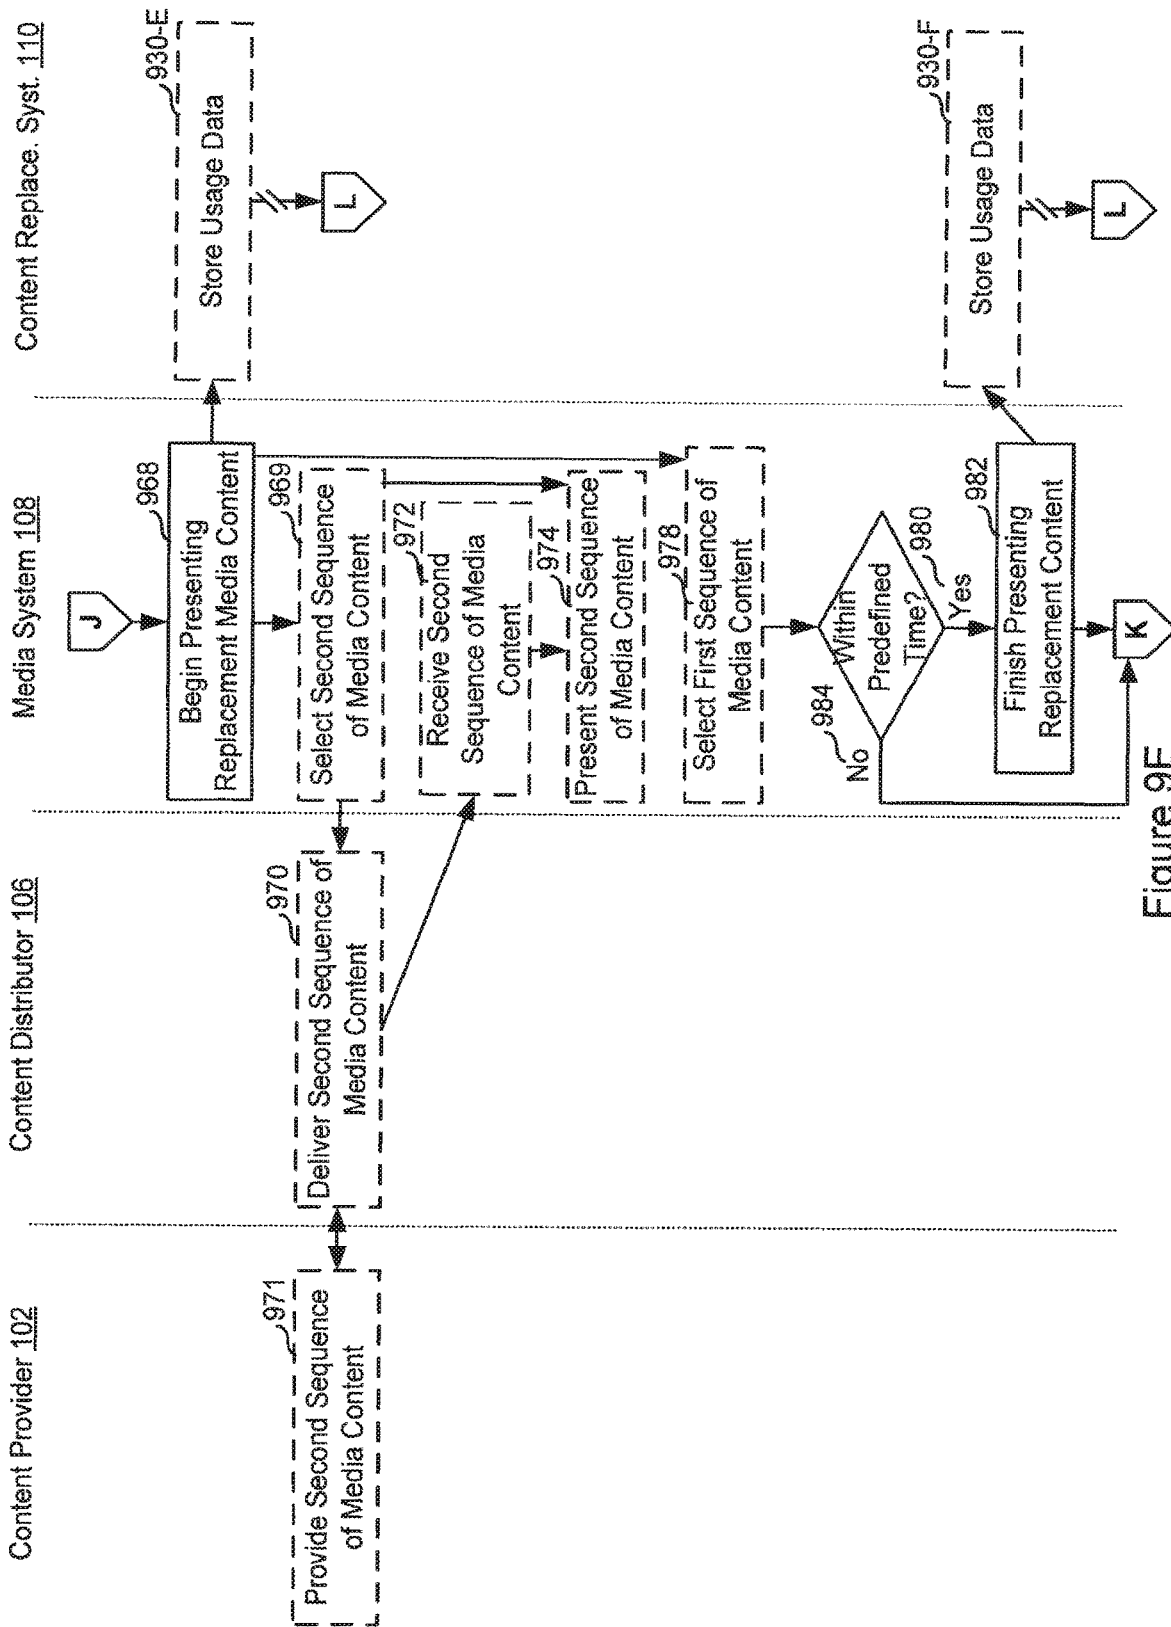 Content Provider 102
Content Distributor 106
Media System 108
Content Replace. Syst. 110
J
968
Begin Presenting
Replacement Media Content
930-E
Store Usage Data
L
971
Provide Second Sequence
of Media Content
970
Deliver Second Sequence of
Media Content
969
Select Second Sequence
of Media Content
972
Receive Second
Sequence of Media
Content
974
Present Second Sequence
of Media Content
978
Select First Sequence of
Media Content
Within
Predefined
Time?
984
No
980
Yes
982
Finish Presenting
Replacement Content
930-F
Store Usage Data
L
K